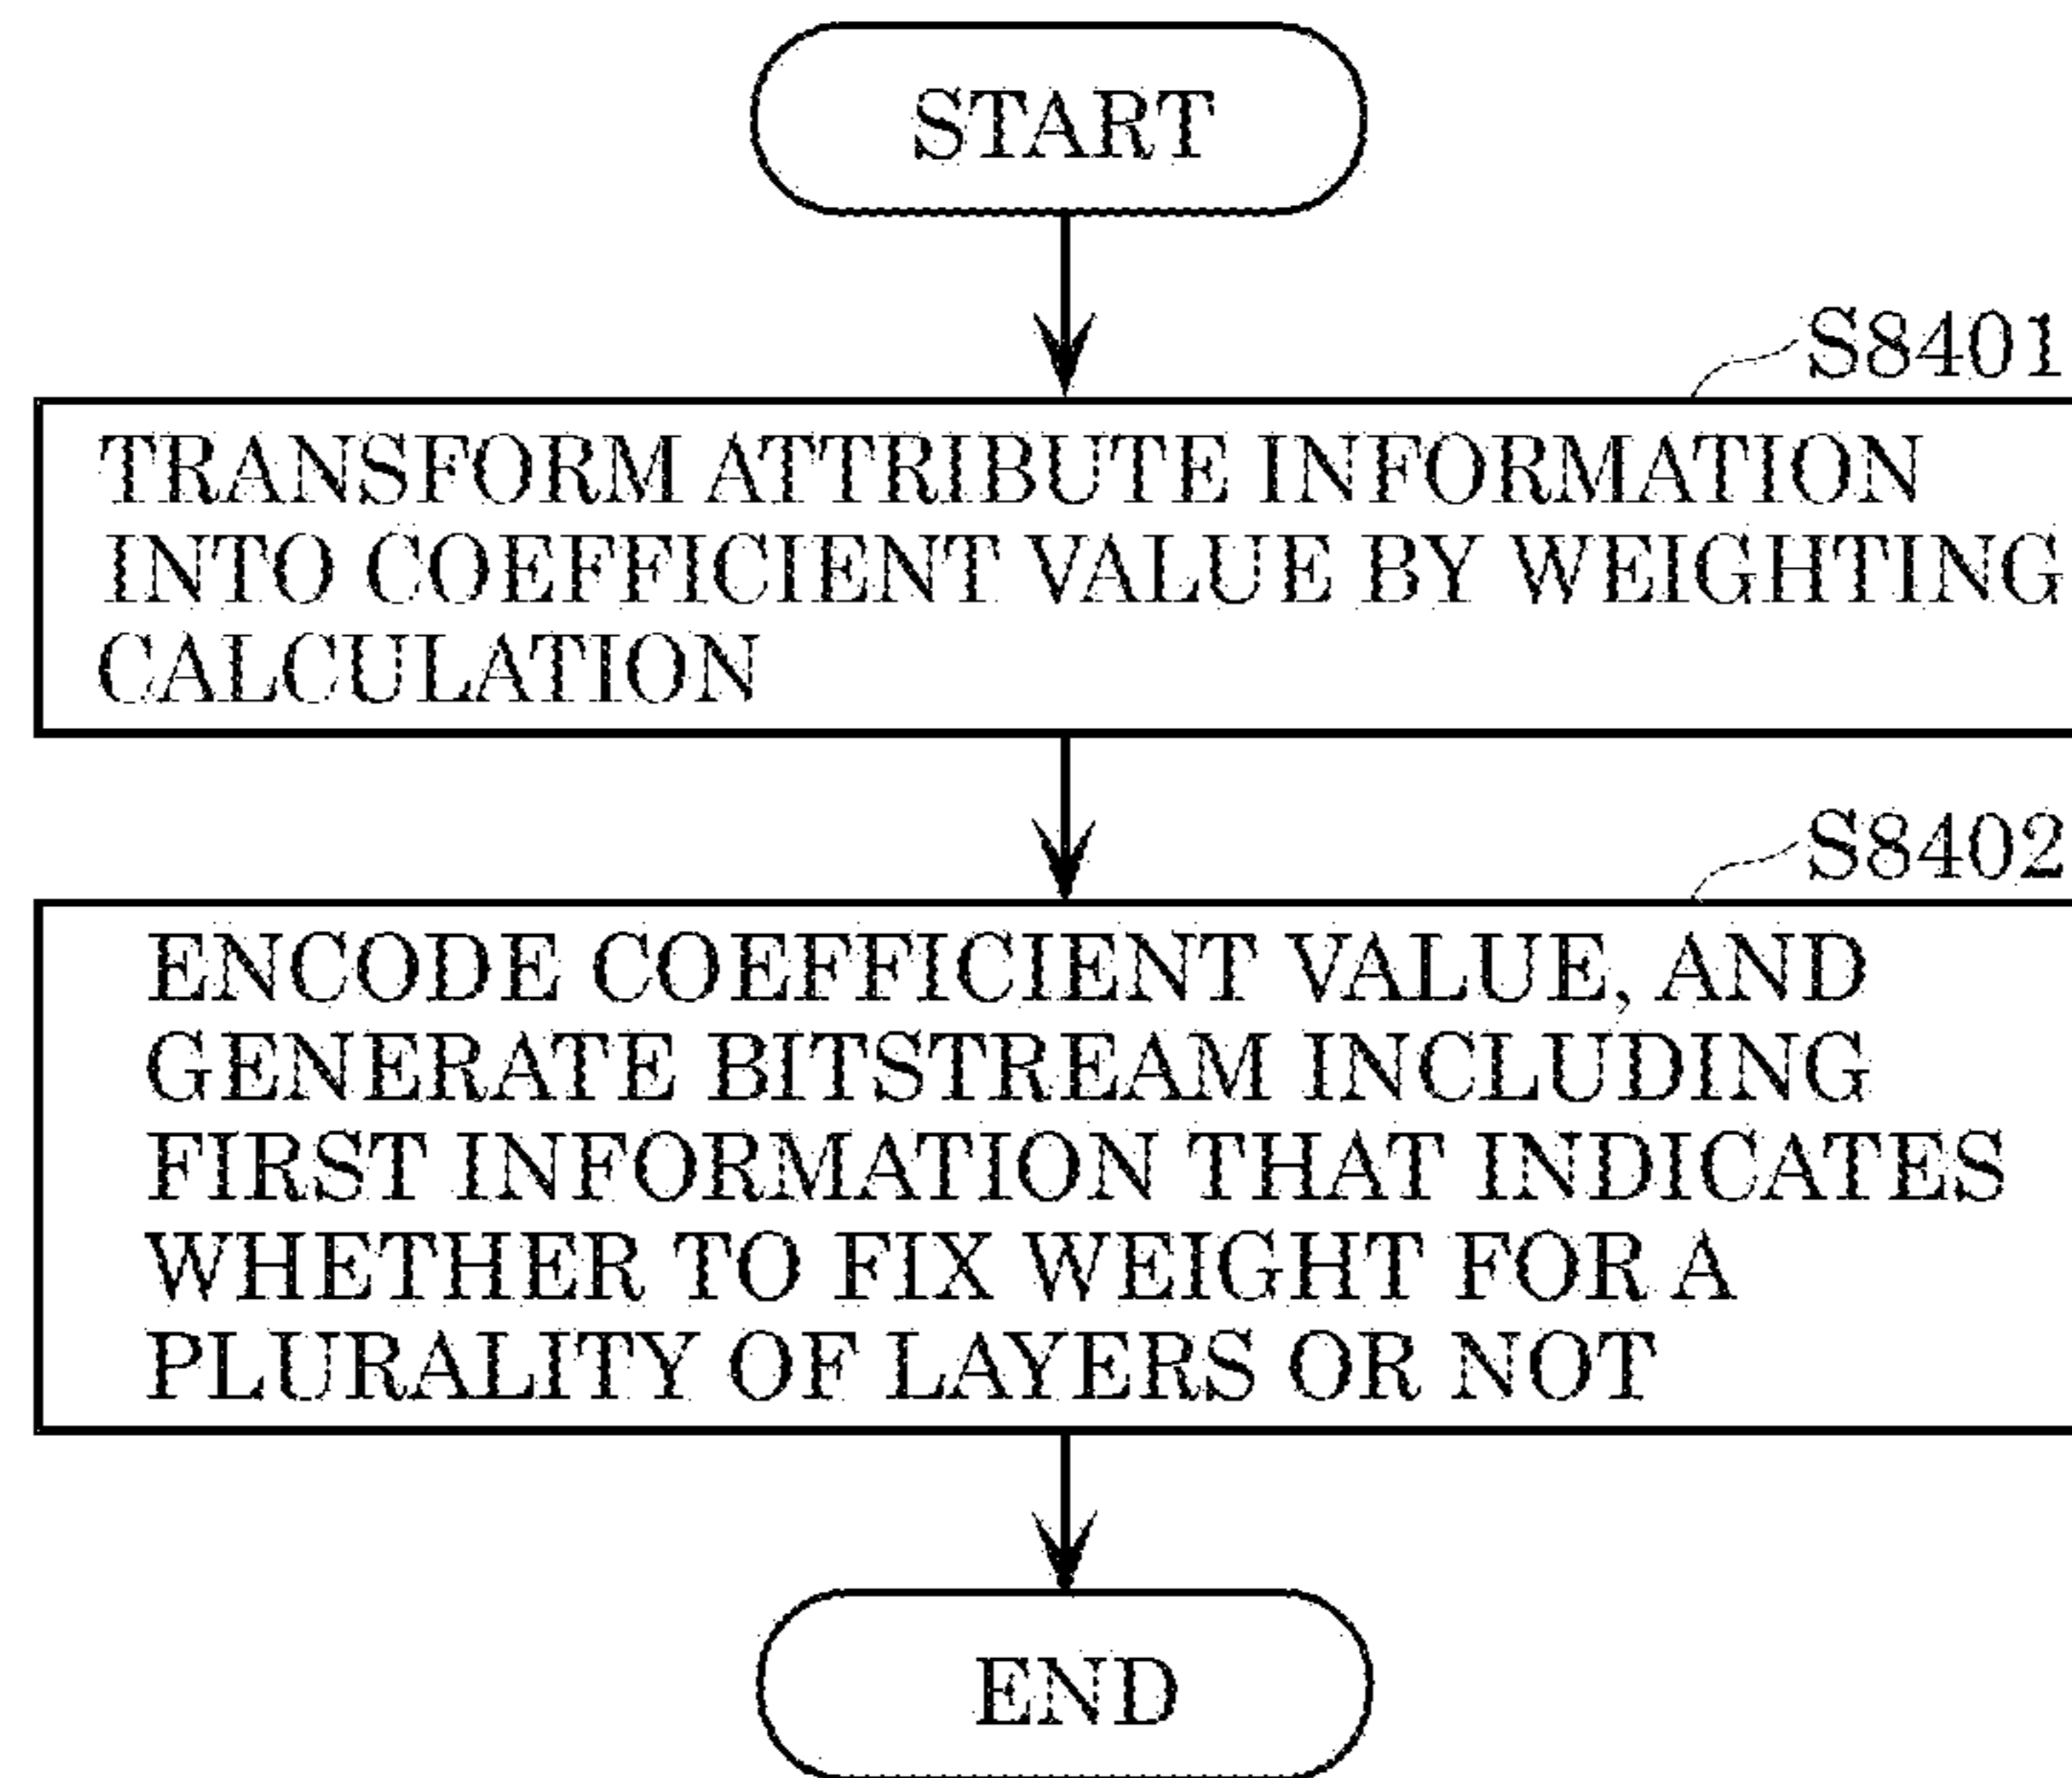 START
S8401
TRANSFORM ATTRIBUTE INFORMATION
INTO COEFFICIENT VALUE BY WEIGHTING
CALCULATION
S8402
ENCODE COEFFICIENT VALUE, AND
GENERATE BITSTREAM INCLUDING
FIRST INFORMATION THAT INDICATES
WHETHER TO FIX WEIGHT FOR A
PLURALITY OF LAYERS OR NOT
END